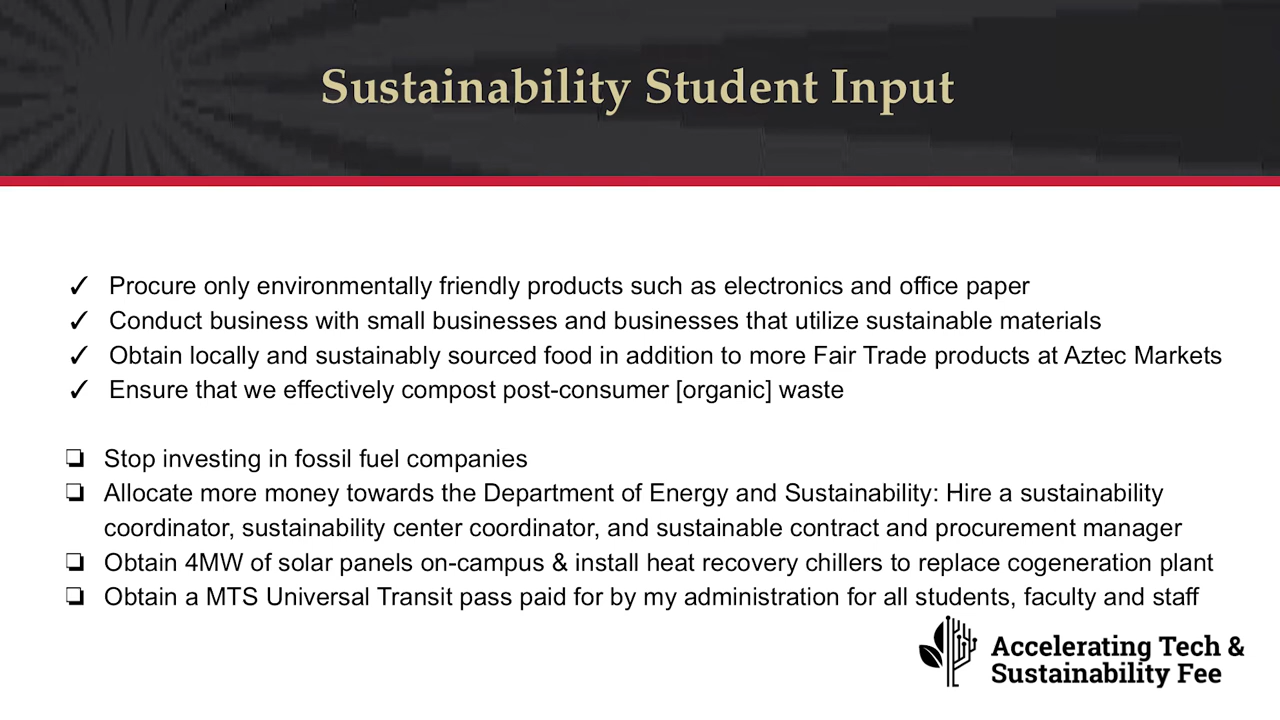 Sustainability Student Input
✓ Procure only environmentally friendly products such as electronics and office paper
✓ Conduct business with small businesses and businesses that utilize sustainable materials
✓ Obtain locally and sustainably sourced food in addition to more Fair Trade products at Aztec Markets
✓ Ensure that we effectively compost post-consumer [organic] waste
❏ Stop investing in fossil fuel companies
❏ Allocate more money towards the Department of Energy and Sustainability: Hire a sustainability
coordinator, sustainability center coordinator, and sustainable contract and procurement manager
❏ Obtain 4MW of solar panels on-campus & install heat recovery chillers to replace cogeneration plant
❏ Obtain a MTS Universal Transit pass paid for by my administration for all students, faculty and staff
Accelerating Tech &
Sustainability Fee